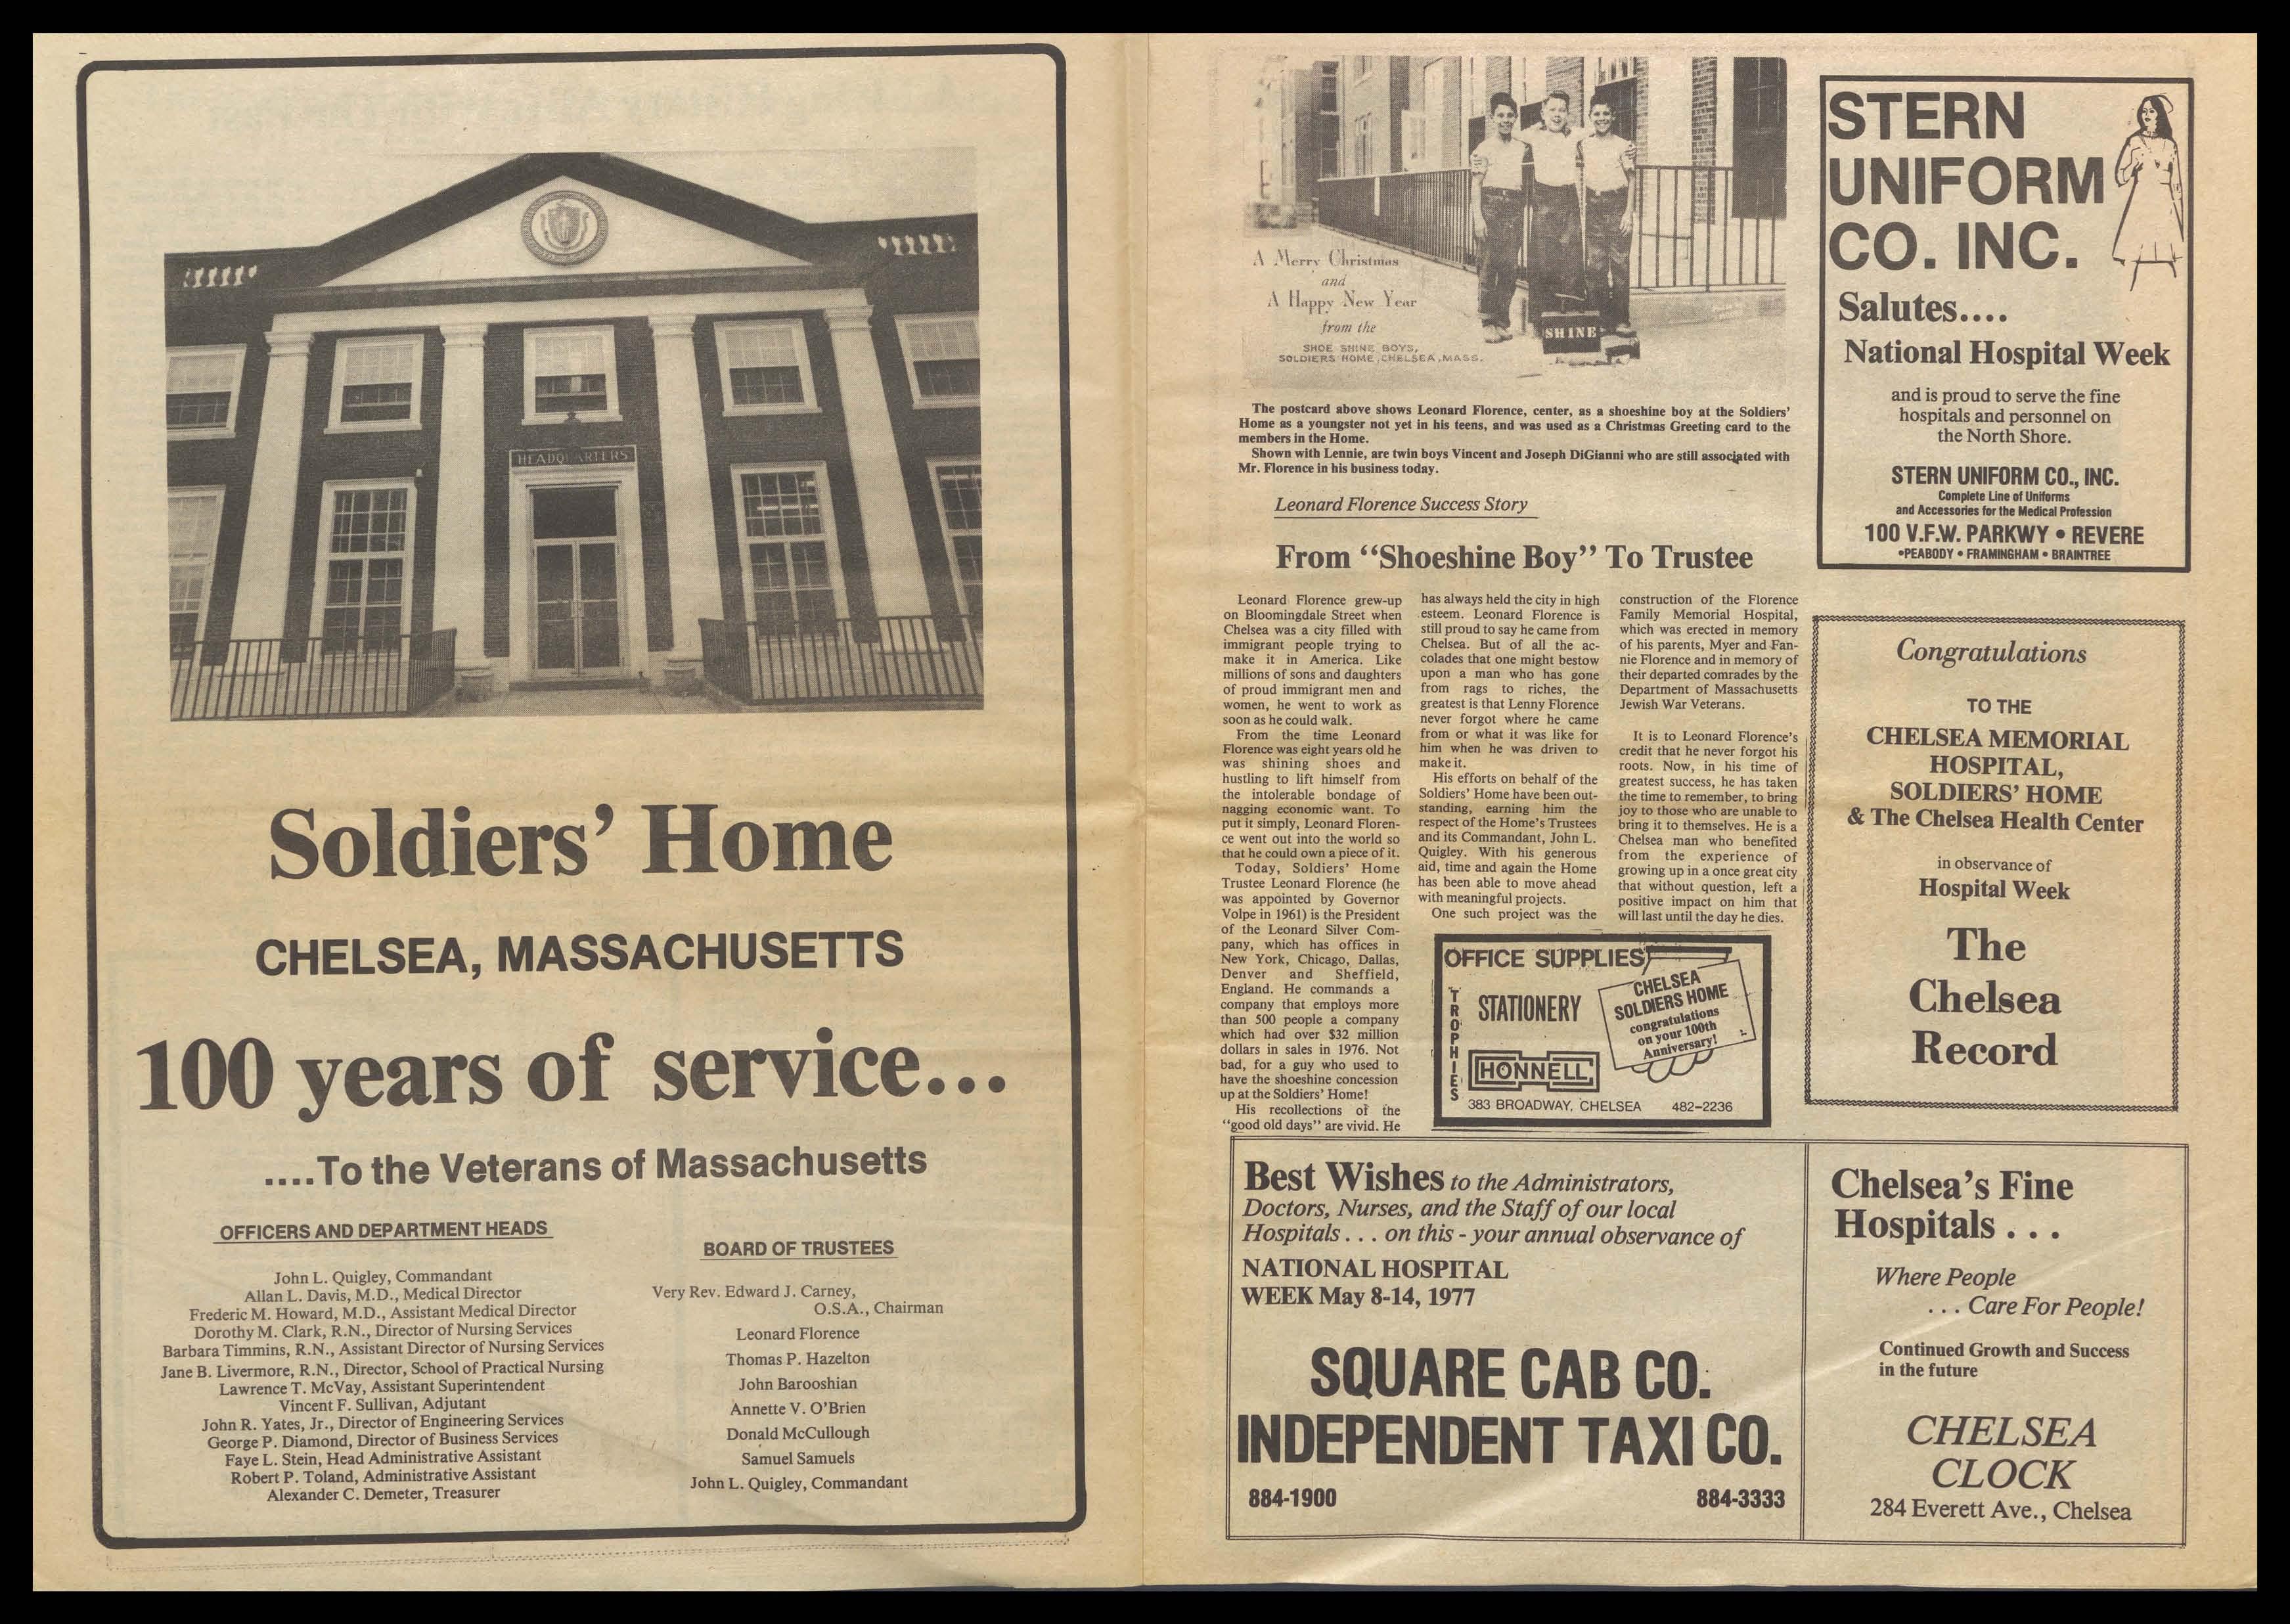 HEADQUARTERS
Soldiers’ Home
CHELSEA, MASSACHUSETTS
100 years of service...
....To the Veterans of Massachusetts
OFFICERS AND DEPARTMENT HEADS
John L. Quigley, Commandant
Allan L. Davis, M.D., Medical Director
Frederic M. Howard, M.D., Assistant Medical Director
Dorothy M. Clark, R.N., Director of Nursing Services
Barbara Timmins, R.N., Assistant Director of Nursing Services
Jane B. Livermore, R.N., Director, School of Practical Nursing
Lawrence T. McVay, Assistant Superintendent
Vincent F. Sullivan, Adjutant
John R. Yates, Jr., Director of Engineering Services
George P. Diamond, Director of Business Services
Faye L. Stein, Head Administrative Assistant
Robert P. Toland, Administrative Assistant
Alexander C. Demeter, Treasurer
BOARD OF TRUSTEES
Very Rev. Edward J. Carney,
O.S.A., Chairman
Leonard Florence
Thomas P. Hazelton
John Barooshian
Annette V. O’Brien
Donald McCullough
Samuel Samuels
John L. Quigley, Commandant
A Merry Christmas
and
A Happy New Year
from the
SHOE SHINE BOYS,
SOLDIERS HOME, CHELSEA, MASS.
SHINE
The postcard above shows Leonard Florence, center, as a shoeshine boy at the Soldiers’
Home as a youngster not yet in his teens, and was used as a Christmas Greeting card to the
members in the Home.
Shown with Lennie, are twin boys Vincent and Joseph DiGianni who are still associated with
Mr. Florence in his business today.
Leonard Florence Success Story
From “Shoeshine Boy” To Trustee
Leonard Florence grew-up
on Bloomingdale Street when
Chelsea was a city filled with
immigrant people trying to
make it in America. Like
millions of sons and daughters
of proud immigrant men and
women, he went to work as
soon as he could walk.
From the time Leonard
Florence was eight years old he
was shining shoes and
hustling to lift himself from
the intolerable bondage of
nagging economic want. To
put it simply, Leonard Floren-
ce went out into the world so
that he could own a piece of it.
Today, Soldiers’ Home
Trustee Leonard Florence (he
was appointed by Governor
Volpe in 1961) is the President
of the Leonard Silver Com-
pany, which has offices in
New York, Chicago, Dallas,
Denver and Sheffield,
England. He commands a
company that employs more
than 500 people a company
which had over $32 million
dollars in sales in 1976. Not
bad, for a guy who used to
have the shoeshine concession
up at the Soldiers’ Home!
His recollections of the
“good old days” are vivid. He
has always held the city in high
esteem. Leonard Florence is
still proud to say he came from
Chelsea. But of all the ac-
colades that one might bestow
upon a man who has gone
from rags to riches, the
greatest is that Lenny Florence
never forgot where he came
from or what it was like for
him when he was driven to
make it.
His efforts on behalf of the
Soldiers’ Home have been out-
standing, earning him the
respect of the Home’s Trustees
and its Commandant, John L.
Quigley. With his generous
aid, time and again the Home
has been able to move ahead
with meaningful projects.
One such project was the
construction of the Florence
Family Memorial Hospital,
which was erected in memory
of his parents, Myer and Fan-
nie Florence and in memory of
their departed comrades by the
Department of Massachusetts
Jewish War Veterans.
It is to Leonard Florence’s
credit that he never forgot his
roots. Now, in his time of
greatest success, he has taken
the time to remember, to bring
joy to those who are unable to
bring it to themselves. He is a
Chelsea man who benefited
from the experience of
growing up in a once great city
that without question, left a
positive impact on him that
will last until the day he dies.
OFFICE SUPPLIES
TROPHIES
STATIONERY
CHELSEA
SOLDIERS HOME
congratulations
on your 100th
Anniversary!
HONNELL
383 BROADWAY, CHELSEA 482-2236
STERN
UNIFORM
CO. INC.
Salutes....
National Hospital Week
and is proud to serve the fine
hospitals and personnel on
the North Shore.
STERN UNIFORM CO., INC.
Complete Line of Uniforms
and Accessories for the Medical Profession
100 V.F.W. PARKWY • REVERE
•PEABODY • FRAMINGHAM • BRAINTREE
Congratulations
TO THE
CHELSEA MEMORIAL
HOSPITAL,
SOLDIERS’ HOME
& The Chelsea Health Center
in observance of
Hospital Week
The
Chelsea
Record
Best Wishes to the Administrators,
Doctors, Nurses, and the Staff of our local
Hospitals . . . on this - your annual observance of
NATIONAL HOSPITAL
WEEK May 8-14, 1977
SQUARE CAB CO.
INDEPENDENT TAXI CO.
884-1900 884-3333
Chelsea’s Fine
Hospitals . . .
Where People
. . . Care For People!
Continued Growth and Success
in the future
CHELSEA
CLOCK
284 Everett Ave., Chelsea